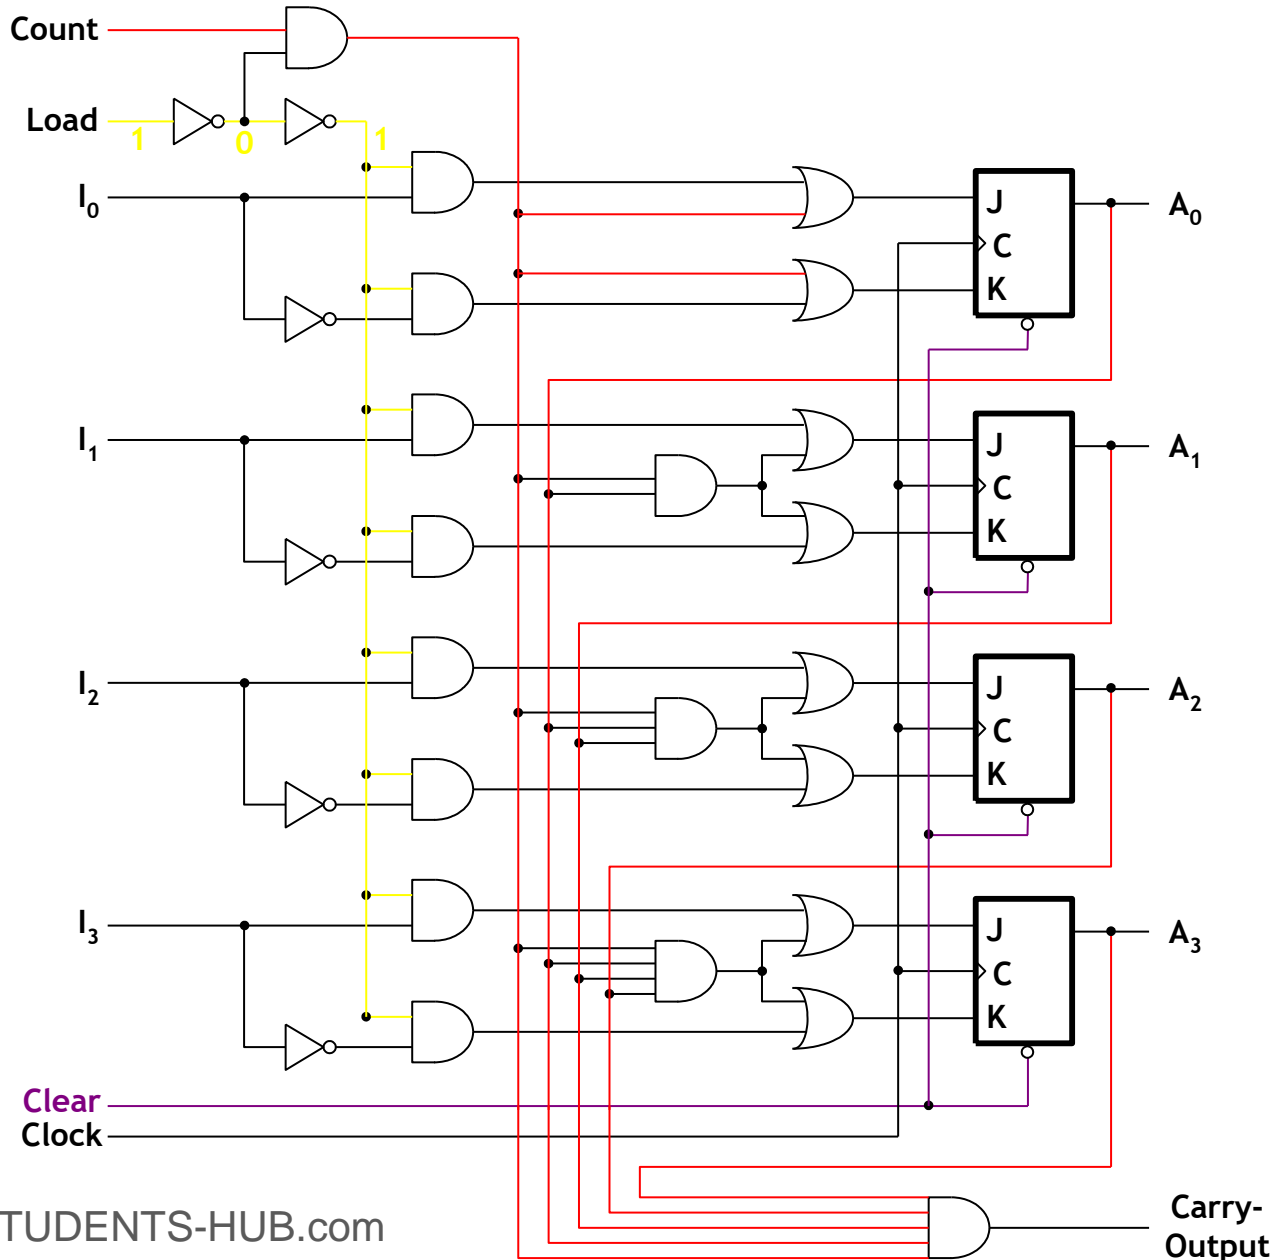 Count
Load
1
0
1
I0
J
C
K
A0
I1
J
C
K
A1
I2
J
C
K
A2
I3
J
C
K
A3
Clear
Clock
TUDENTS-HUB.com
Carry-
Output